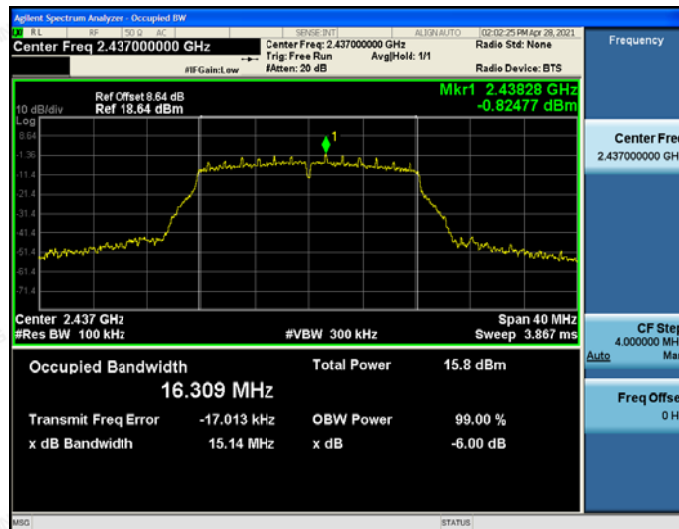 Agilent Spectrum Analyzer - Occupied BW
RL RF 50 Ω AC SENSE:INT ALIGN AUTO 02:02:25 PM Apr 28, 2021
Center Freq 2.437000000 GHz Center Freq: 2.437000000 GHz Radio Std: None
Trig: Free Run Avg|Hold: 1/1
#IFGain:Low #Atten: 20 dB Radio Device: BTS
Frequency
Ref Offset 8.64 dB Mkr1 2.43828 GHz
10 dB/div Ref 18.64 dBm -0.82477 dBm
Log
8.64
1
-1.36
-11.4
-21.4
-31.4
-41.4
-51.4
-61.4
-71.4
Center Fre
2.437000000 GH
Center 2.437 GHz Span 40 MHz
#Res BW 100 kHz #VBW 300 kHz Sweep 3.867 ms
CF Step
4.000000 MH
Auto Ma
Occupied Bandwidth Total Power 15.8 dBm
16.309 MHz
Transmit Freq Error -17.013 kHz OBW Power 99.00 %
x dB Bandwidth 15.14 MHz x dB -6.00 dB
Freq Offse
0 H
MSG STATUS